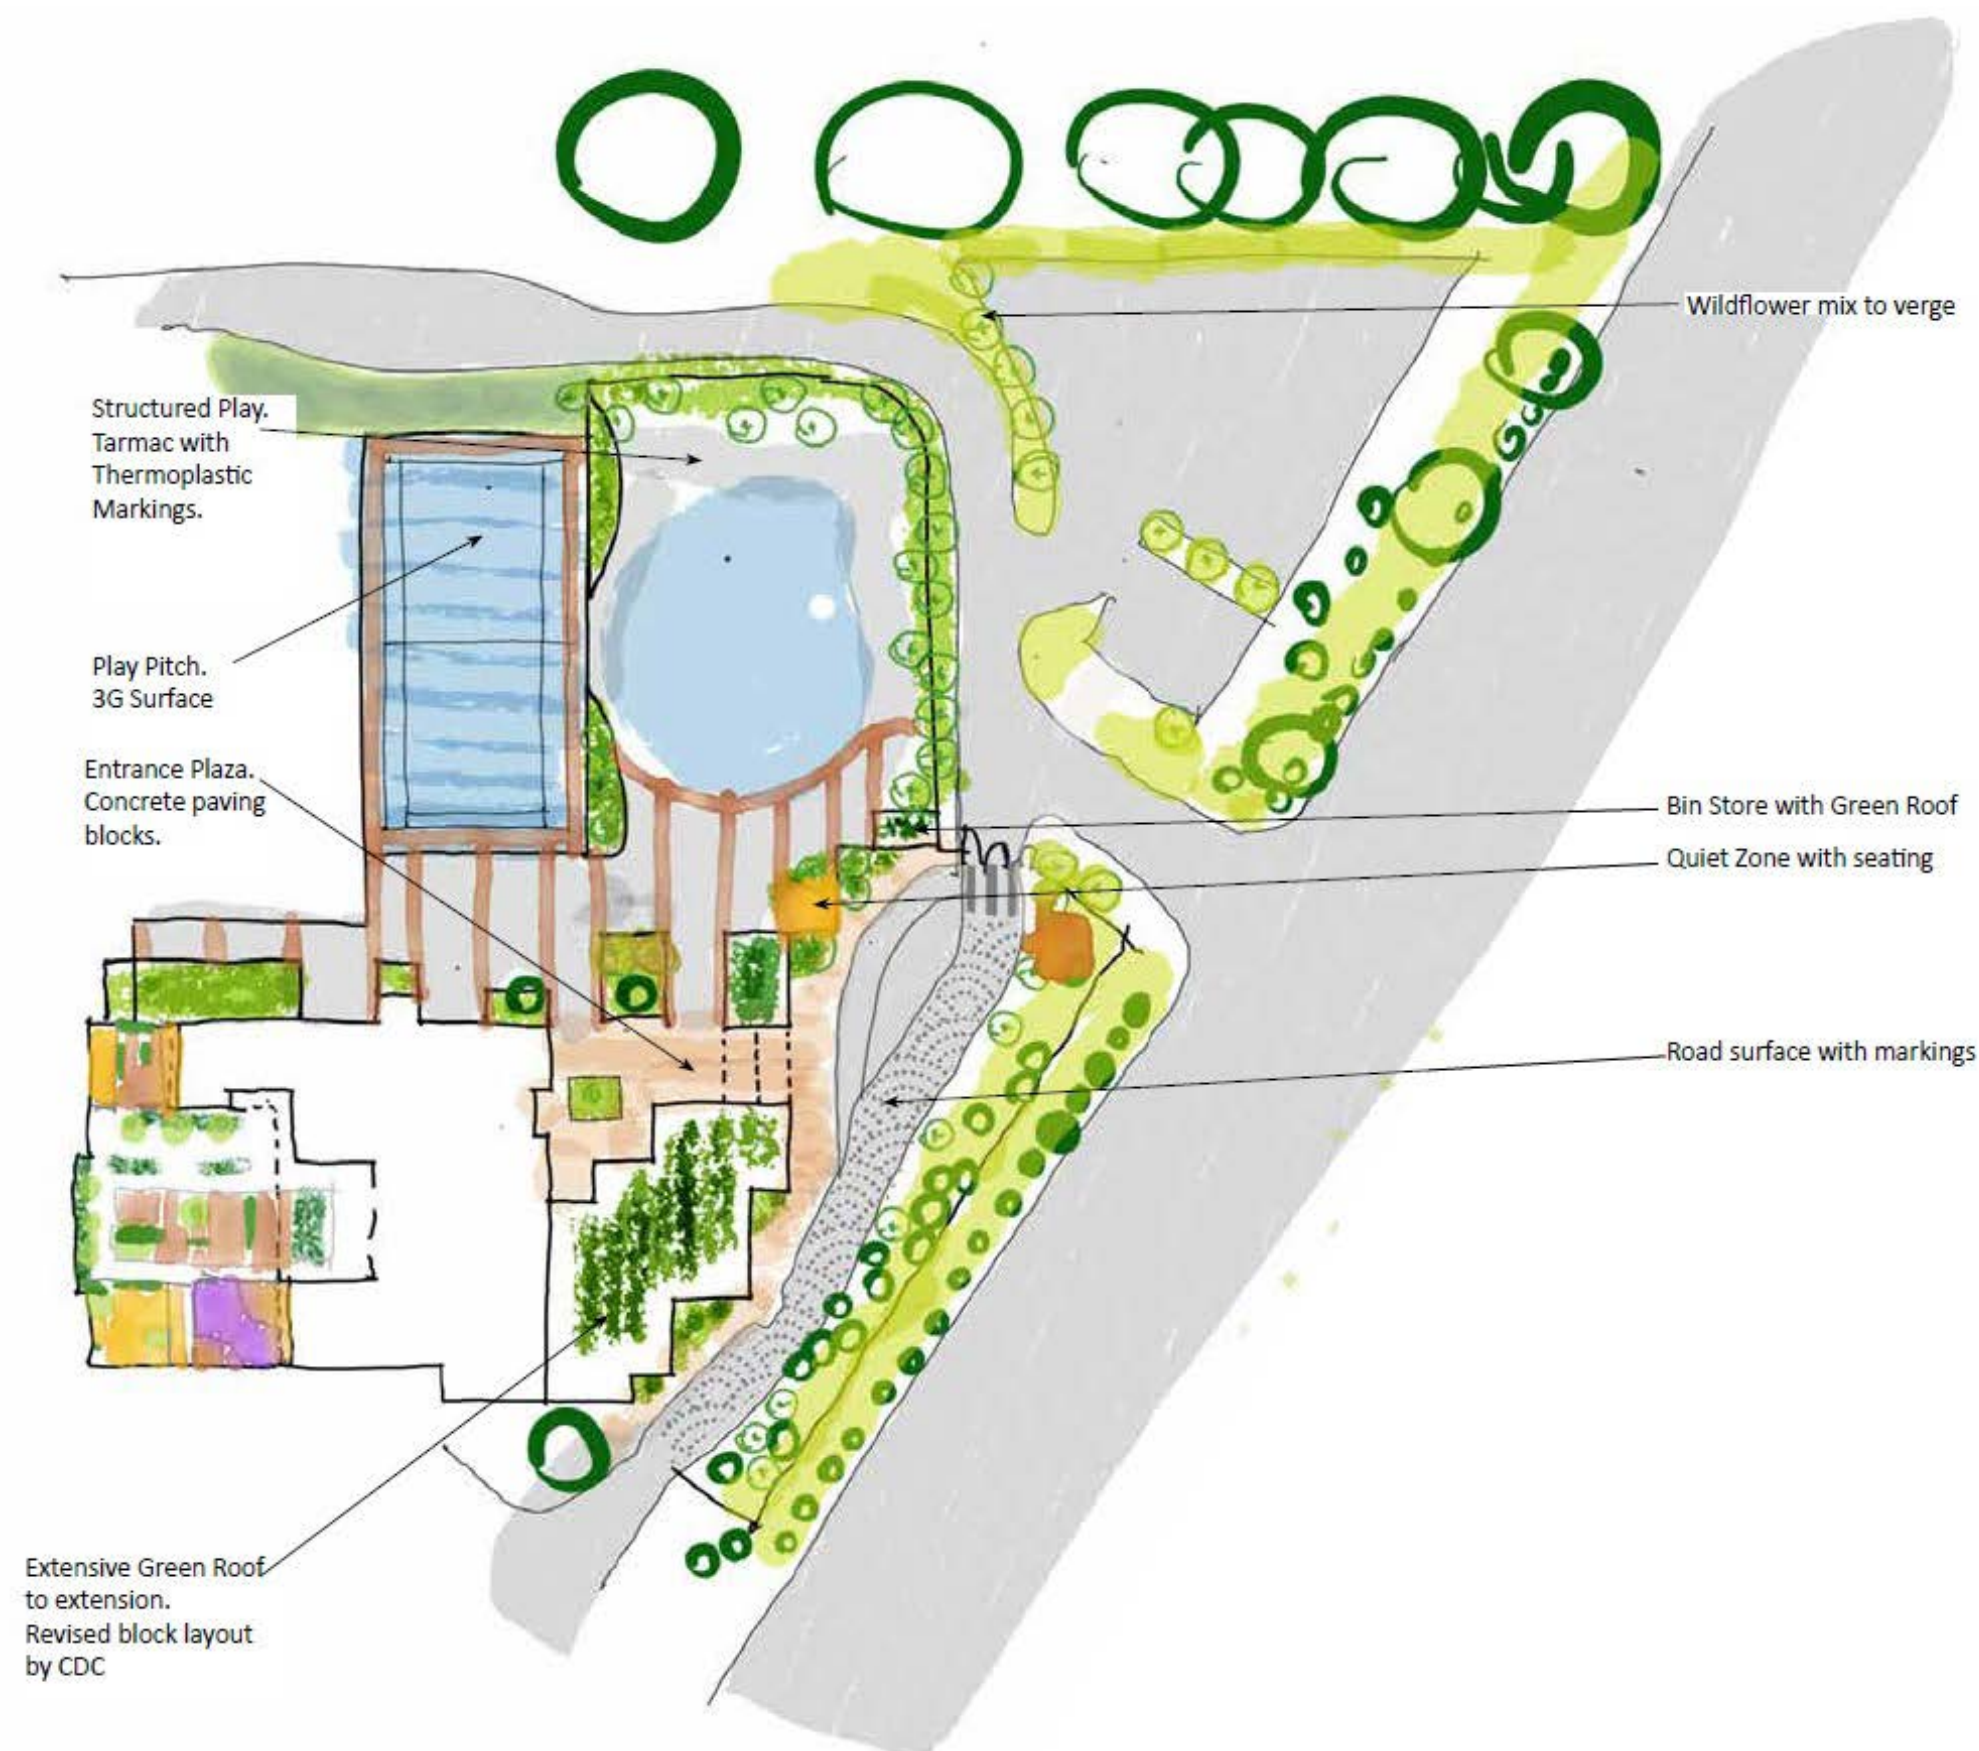 Wildflower mix to verge
Structured Play.
Tarmac with
Thermoplastic
Markings.
Play Pitch.
3G Surface
Entrance Plaza.
Concrete paving
blocks.
Bin Store with Green Roof
Quiet Zone with seating
Road surface with markings
Extensive Green Roof
to extension.
Revised block layout
by CDC